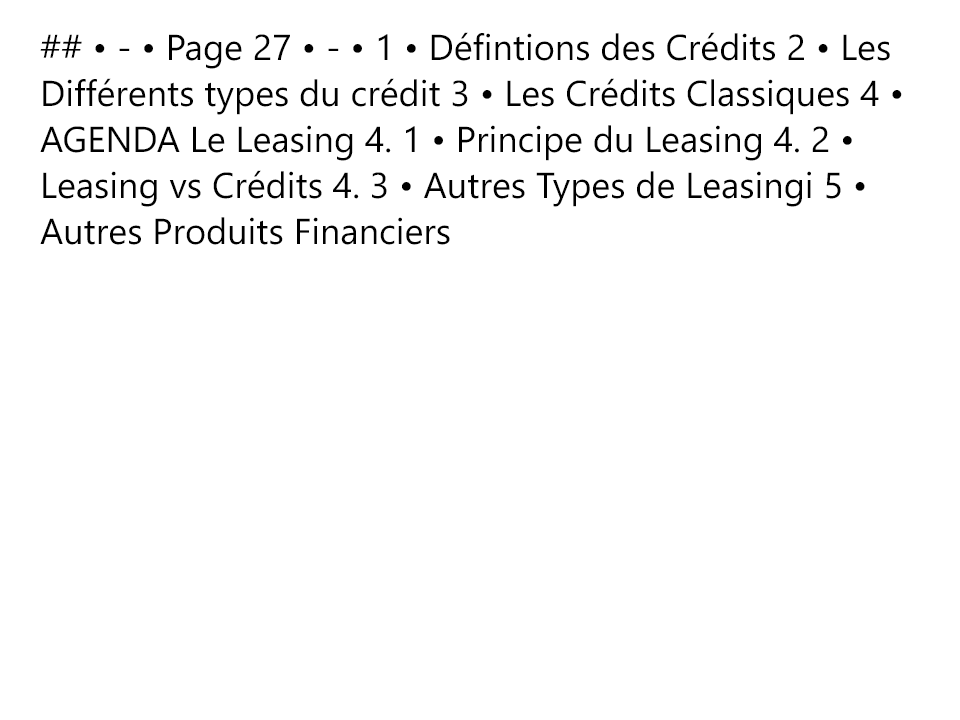 ## • - • Page 27 • - • 1 • Défintions des Crédits 2 • Les
Différents types du crédit 3 • Les Crédits Classiques 4 •
AGENDA Le Leasing 4. 1 • Principe du Leasing 4. 2 •
Leasing vs Crédits 4. 3 • Autres Types de Leasingi 5 •
Autres Produits Financiers